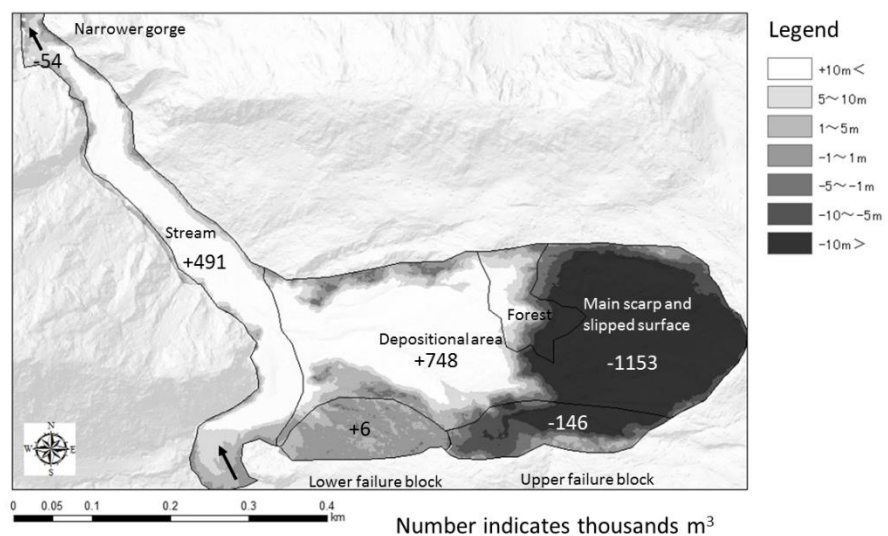 Narrower gorge
-54
Stream
+491
Forest
Main scarp and
slipped surface
Depositional area
+748
-1153
+6
-146
Lower failure block
Upper failure block
N
W
E
S
0 0.05 0.1 0.2 0.3 0.4
km
Number indicates thousands m³
Legend
+10m<
5~10m
1~5m
-1~1m
-5~-1m
-10~-5m
-10m>